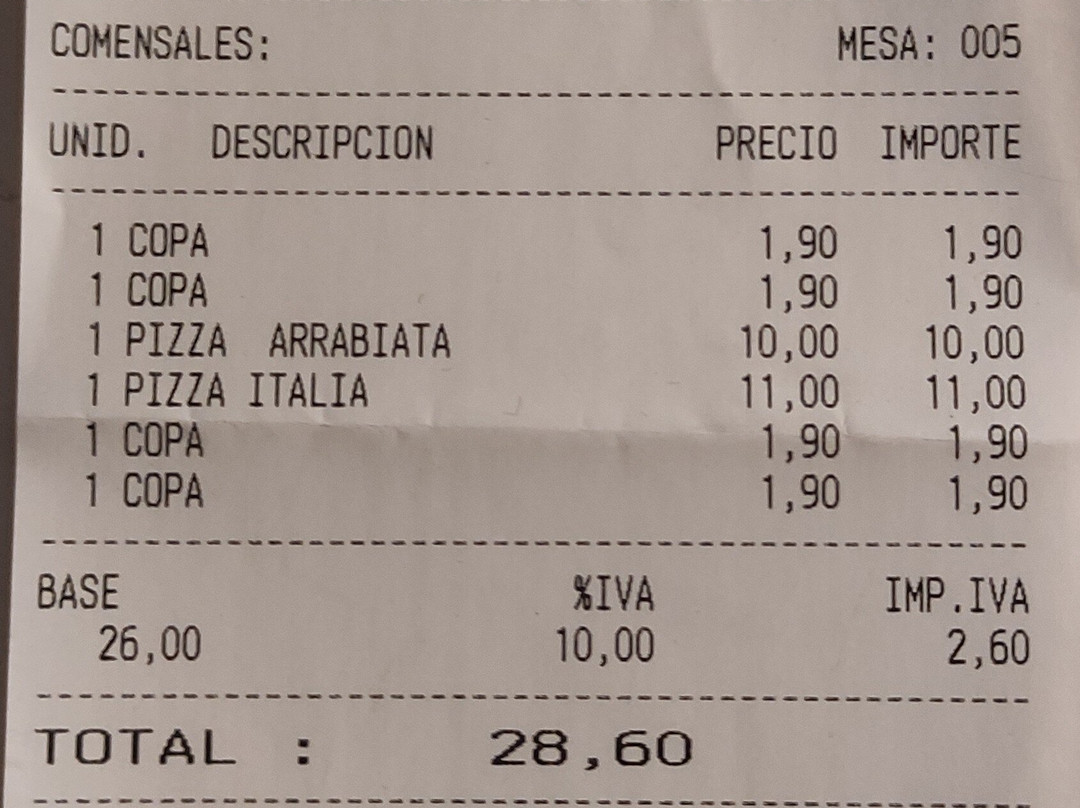 COMENSALES: MESA: 005
UNID. DESCRIPCION PRECIO IMPORTE
1 COPA 1,90 1,90
1 COPA 1,90 1,90
1 PIZZA ARRABIATA 10,00 10,00
1 PIZZA ITALIA 11,00 11,00
1 COPA 1,90 1,90
1 COPA 1,90 1,90
BASE %IVA IMP.IVA
26,00 10,00 2,60
TOTAL : 28,60